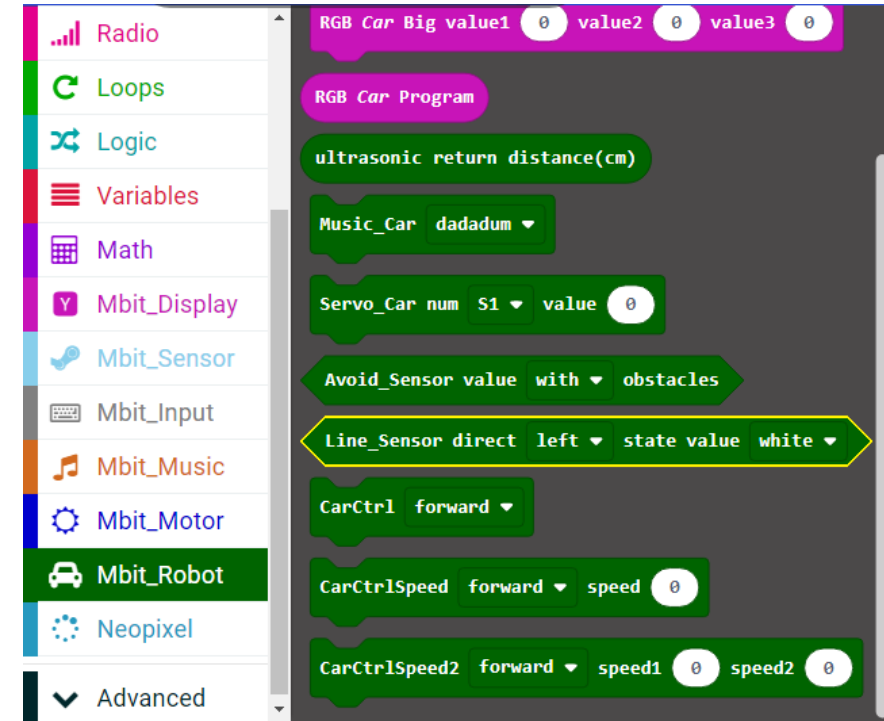 Radio
Loops
Logic
Variables
Math
Y Mbit_Display
Mbit_Sensor
Mbit_Input
Mbit_Music
Mbit_Motor
Mbit_Robot
Neopixel
Advanced
RGB Car Big value1 0 value2 0 value3 0
RGB Car Program
ultrasonic return distance(cm)
Music_Car dadadum
Servo_Car num S1 value 0
Avoid_Sensor value with obstacles
Line_Sensor direct left state value white
CarCtrl forward
CarCtrlSpeed forward speed 0
CarCtrlSpeed2 forward speed1 0 speed2 0